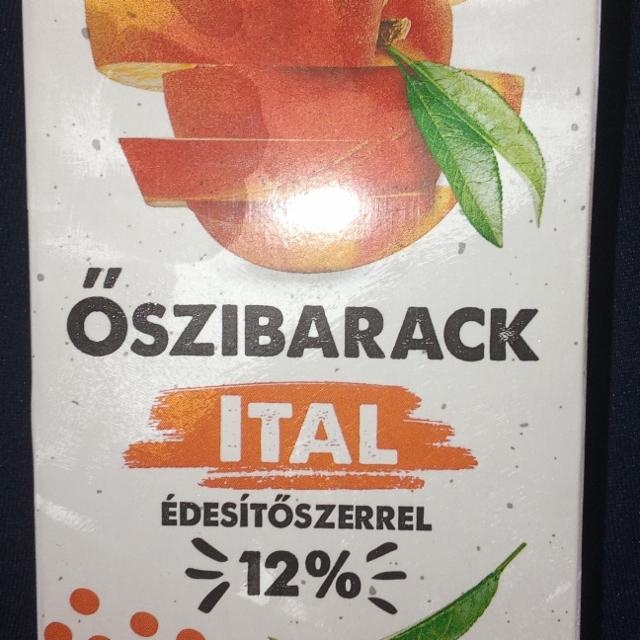 ŐSZIBARACK
ITAL
ÉDESÍTŐSZERREL
12%